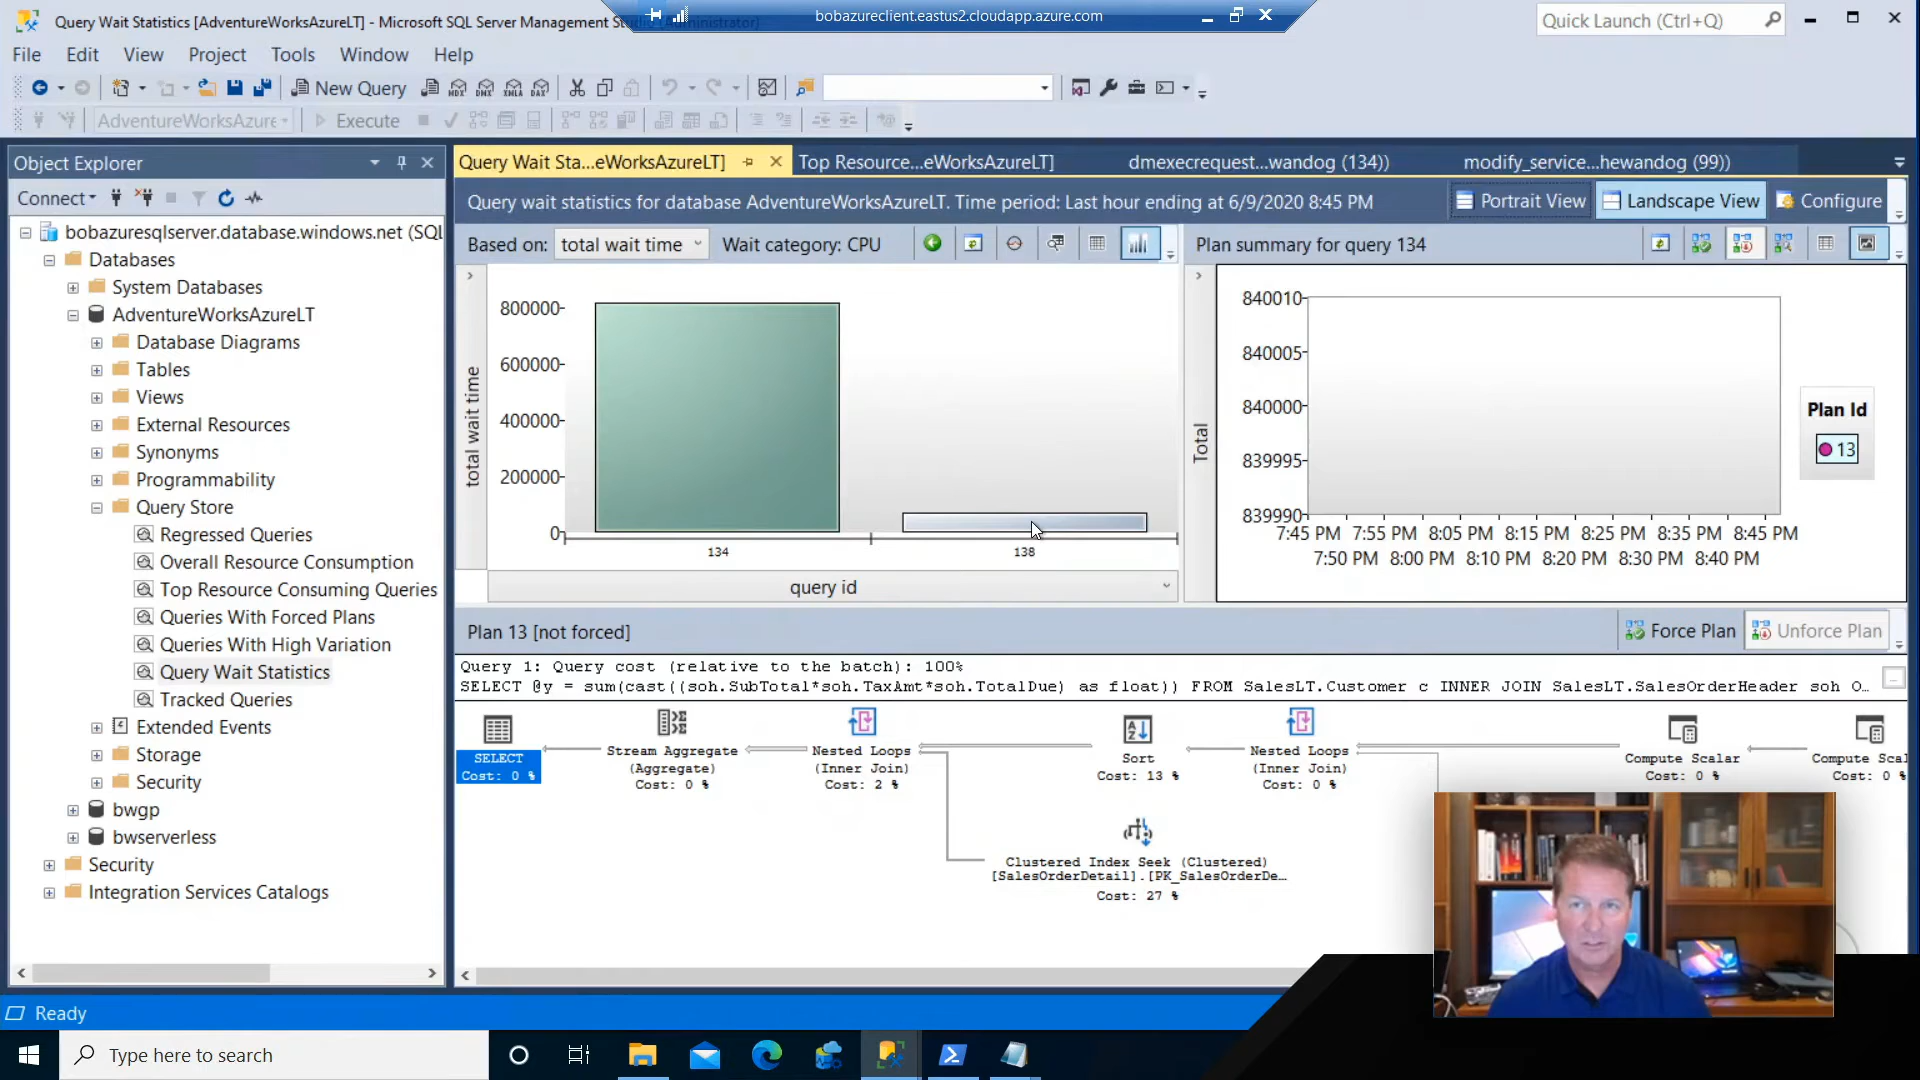 Query Wait Statistics [AdventureWorksAzureLT] - Microsoft SQL Server Management Studio (Administrator)
bobazureclient.eastus2.cloudapp.azure.com
Quick Launch (Ctrl+Q)
File Edit View Project Tools Window Help
New Query
AdventureWorksAzure Execute
Object Explorer
Query Wait Sta...eWorksAzureLT] Top Resource...eWorksAzureLT] dmexecrequest...wandog (134)) modify_service...hewandog (99))
Connect
Query wait statistics for database AdventureWorksAzureLT. Time period: Last hour ending at 6/9/2020 8:45 PM
Portrait View Landscape View Configure
bobazuresqlserver.database.windows.net (SQL
Databases
System Databases
AdventureWorksAzureLT
Database Diagrams
Tables
Views
External Resources
Synonyms
Programmability
Query Store
Regressed Queries
Overall Resource Consumption
Top Resource Consuming Queries
Queries With Forced Plans
Queries With High Variation
Query Wait Statistics
Tracked Queries
Extended Events
Storage
Security
bwgp
bwserverless
Security
Integration Services Catalogs
Based on: total wait time Wait category: CPU
total wait time
800000
600000
400000
200000
0
134 138
query id
Plan summary for query 134
Total
840010
840005
840000
839995
839990
7:45 PM 7:55 PM 8:05 PM 8:15 PM 8:25 PM 8:35 PM 8:45 PM
7:50 PM 8:00 PM 8:10 PM 8:20 PM 8:30 PM 8:40 PM
Plan Id
13
Plan 13 [not forced]
Force Plan Unforce Plan
Query 1: Query cost (relative to the batch): 100%
SELECT @y = sum(cast((soh.SubTotal*soh.TaxAmt*soh.TotalDue) as float)) FROM SalesLT.Customer c INNER JOIN SalesLT.SalesOrderHeader soh O...
SELECT
Cost: 0 %
Stream Aggregate
(Aggregate)
Cost: 0 %
Nested Loops
(Inner Join)
Cost: 2 %
Sort
Cost: 13 %
Nested Loops
(Inner Join)
Cost: 0 %
Compute Scalar
Cost: 0 %
Compute Scal
Cost: 0 %
Clustered Index Seek (Clustered)
[SalesOrderDetail].[PK_SalesOrderDe...
Cost: 27 %
Ready
Type here to search